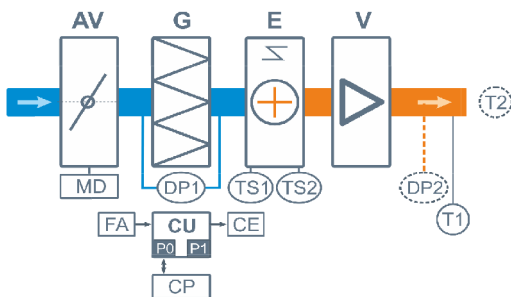 AV G E V
T2
MD DP1 TS1 TS2 DP2
T1
FA CU CE
P0 P1
CP